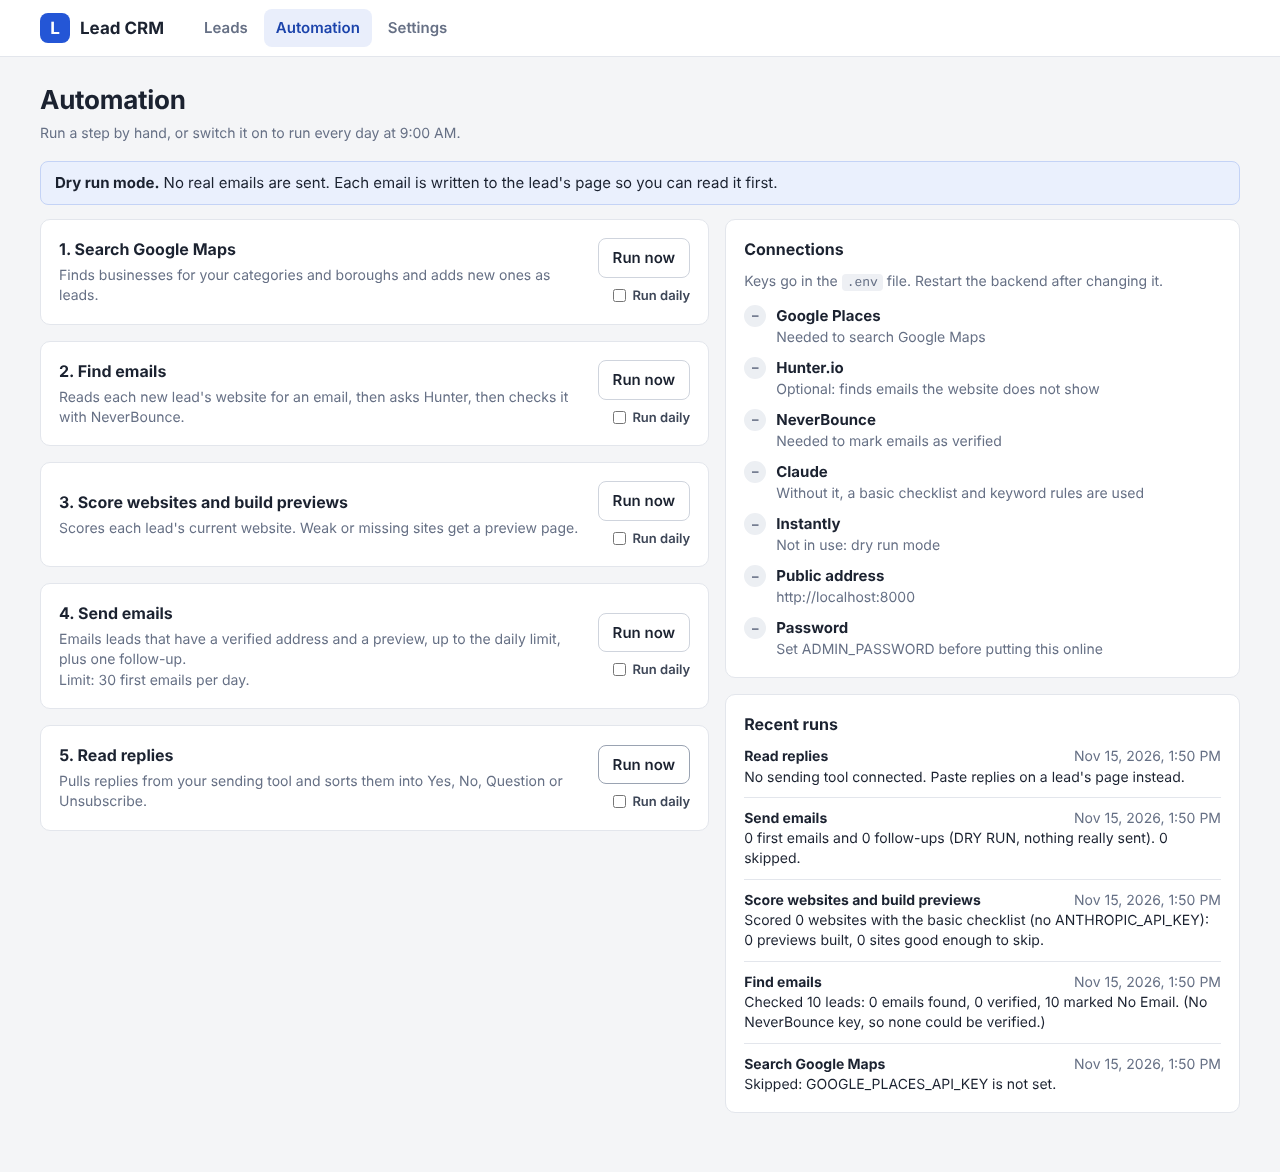 L Lead CRM Leads Automation Settings
Automation
Run a step by hand, or switch it on to run every day at 9:00 AM.
Dry run mode. No real emails are sent. Each email is written to the lead's page so you can read it first.
1. Search Google Maps
Finds businesses for your categories and boroughs and adds new ones as
leads.
Run now
Run daily
2. Find emails
Reads each new lead's website for an email, then asks Hunter, then checks it
with NeverBounce.
Run now
Run daily
3. Score websites and build previews
Scores each lead's current website. Weak or missing sites get a preview page.
Run now
Run daily
4. Send emails
Emails leads that have a verified address and a preview, up to the daily limit,
plus one follow-up.
Limit: 30 first emails per day.
Run now
Run daily
5. Read replies
Pulls replies from your sending tool and sorts them into Yes, No, Question or
Unsubscribe.
Run now
Run daily
Connections
Keys go in the .env file. Restart the backend after changing it.
– Google Places
Needed to search Google Maps
– Hunter.io
Optional: finds emails the website does not show
– NeverBounce
Needed to mark emails as verified
– Claude
Without it, a basic checklist and keyword rules are used
– Instantly
Not in use: dry run mode
– Public address
http://localhost:8000
– Password
Set ADMIN_PASSWORD before putting this online
Recent runs
Read replies Nov 15, 2026, 1:50 PM
No sending tool connected. Paste replies on a lead's page instead.
Send emails Nov 15, 2026, 1:50 PM
0 first emails and 0 follow-ups (DRY RUN, nothing really sent). 0
skipped.
Score websites and build previews Nov 15, 2026, 1:50 PM
Scored 0 websites with the basic checklist (no ANTHROPIC_API_KEY):
0 previews built, 0 sites good enough to skip.
Find emails Nov 15, 2026, 1:50 PM
Checked 10 leads: 0 emails found, 0 verified, 10 marked No Email. (No
NeverBounce key, so none could be verified.)
Search Google Maps Nov 15, 2026, 1:50 PM
Skipped: GOOGLE_PLACES_API_KEY is not set.